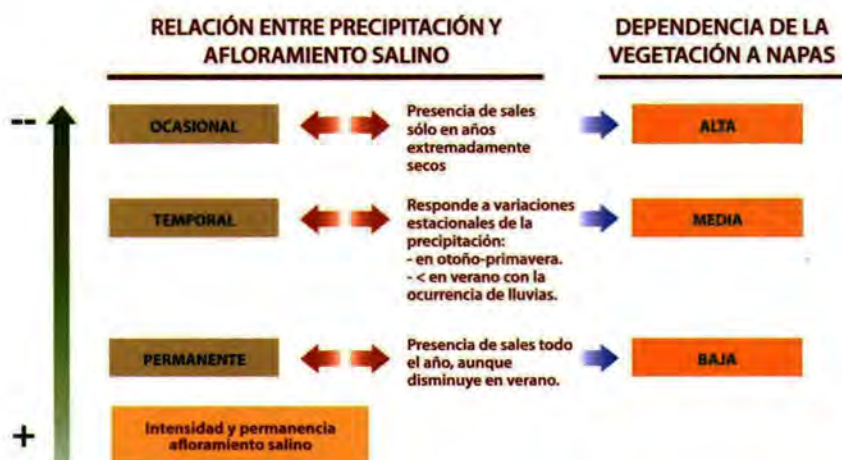 RELACIÓN ENTRE PRECIPITACIÓN Y
AFLORAMIENTO SALINO
DEPENDENCIA DE LA
VEGETACIÓN A NAPAS
--
OCASIONAL
Presencia de sales
sólo en años
extremadamente
secos
ALTA
TEMPORAL
Responde a variaciones
estacionales de la
precipitación:
- en otoño-primavera.
- < en verano con la
ocurrencia de lluvias.
MEDIA
PERMANENTE
Presencia de sales todo
el año, aunque
disminuye en verano.
BAJA
+
Intensidad y permanencia
afloramiento salino